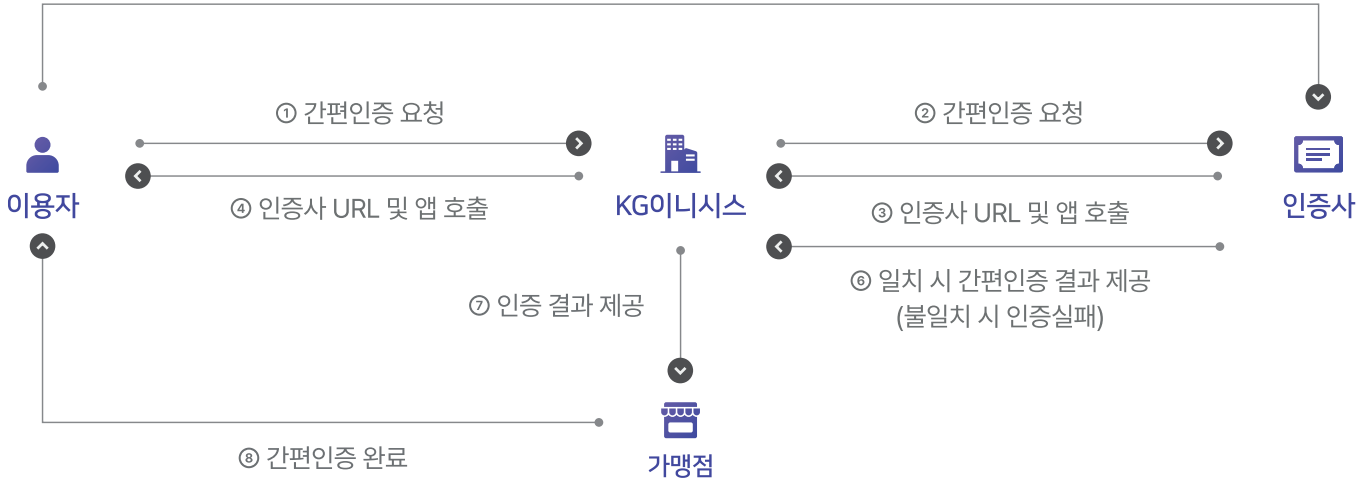 ① 간편인증 요청
② 간편인증 요청
이용자
④ 인증사 URL 및 앱 호출
KG이니시스
③ 인증사 URL 및 앱 호출
인증사
⑥ 일치 시 간편인증 결과 제공
(불일치 시 인증실패)
⑦ 인증 결과 제공
⑧ 간편인증 완료
가맹점